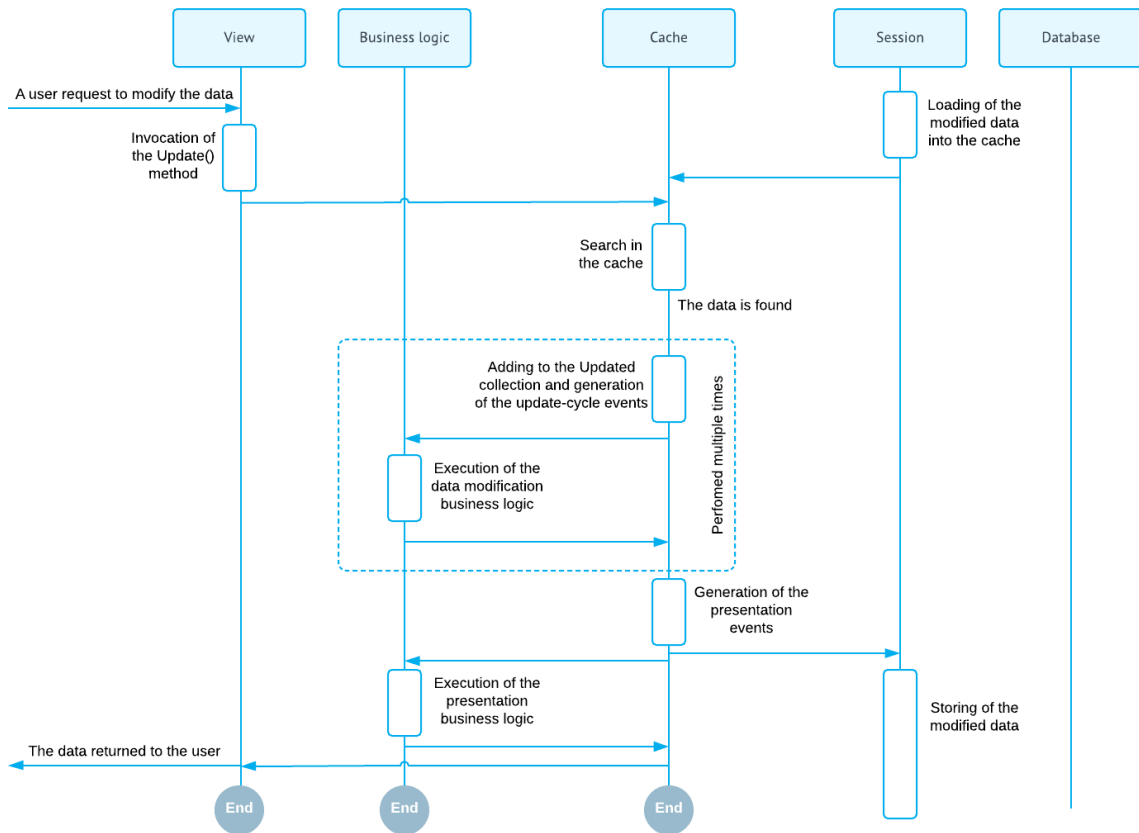 View
Business logic
Cache
Session
Database
A user request to modify the data
Loading of the
modified data
into the cache
Invocation of
the Update()
method
Search in
the cache
The data is found
Adding to the Updated
collection and generation
of the update-cycle events
Perfomed multiple times
Execution of the
data modification
business logic
Generation of the
presentation
events
Execution of the
presentation
business logic
Storing of the
modified data
The data returned to the user
End
End
End